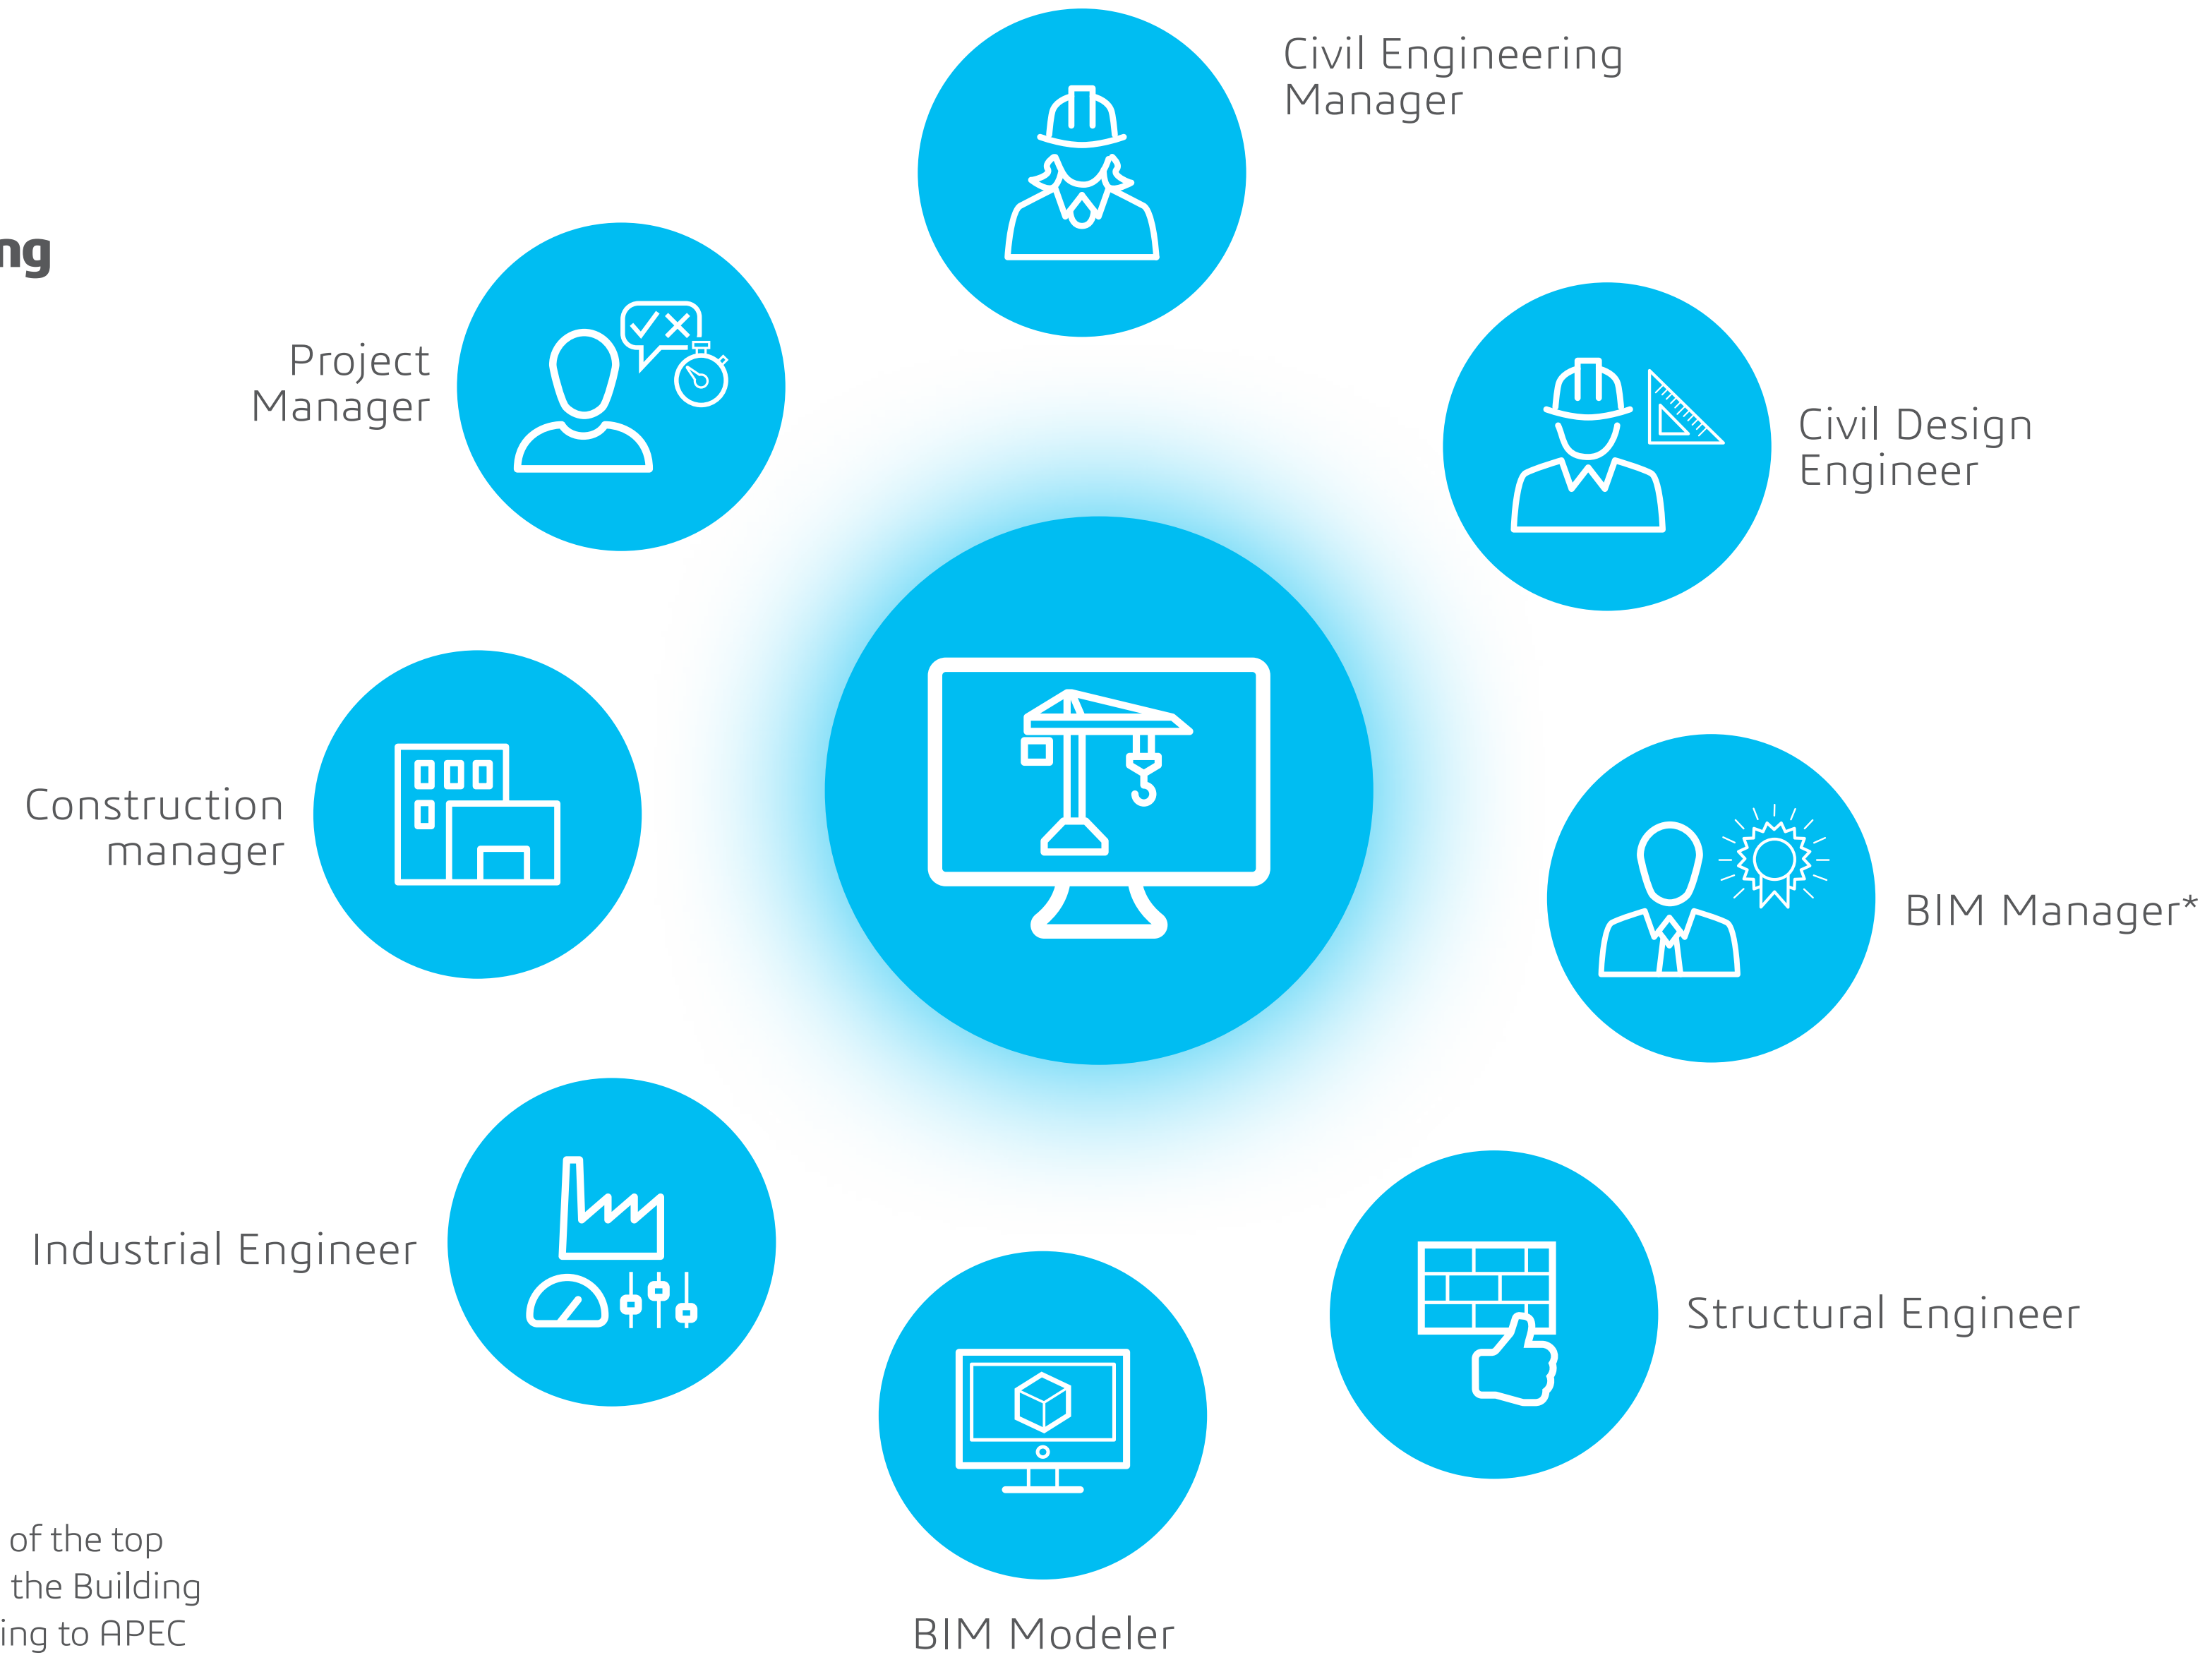 Civil Engineering
Manager
ng
Project
Manager
Civil Design
Engineer
Construction
manager
BIM Manager*
Industrial Engineer
Structural Engineer
of the top
the Building
ing to APEC
BIM Modeler